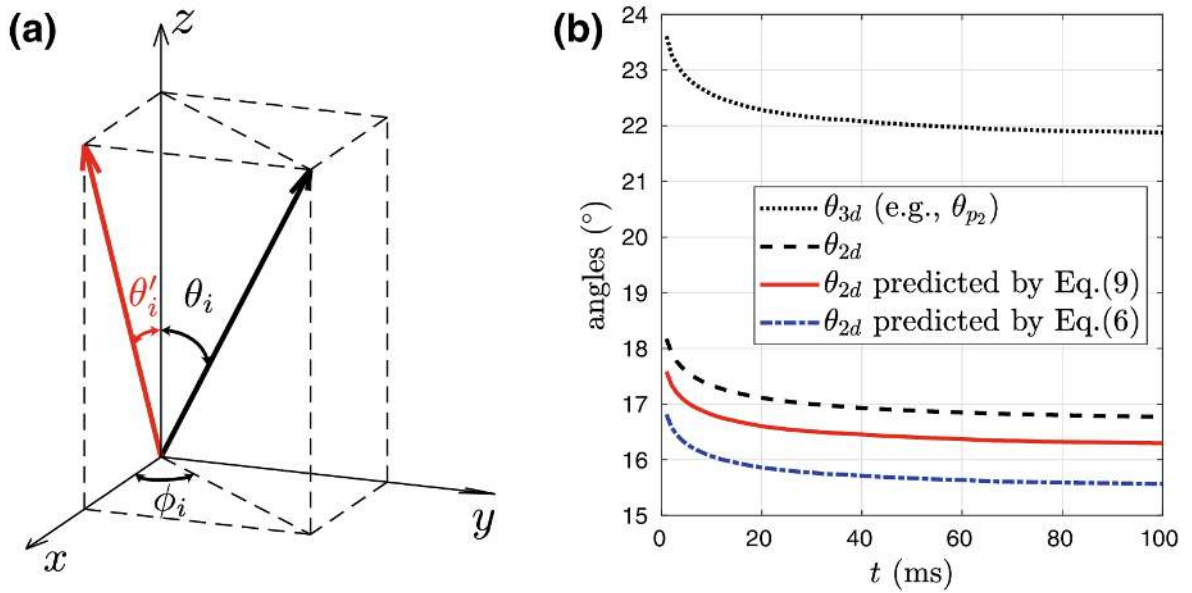 (a)
z
θ′ᵢ
θᵢ
ϕᵢ
x
y
(b)
24
23
22
21
20
19
18
17
16
15
angles (°)
θ₃d (e.g., θp₂)
θ₂d
θ₂d predicted by Eq.(9)
θ₂d predicted by Eq.(6)
0
20
40
60
80
100
t (ms)